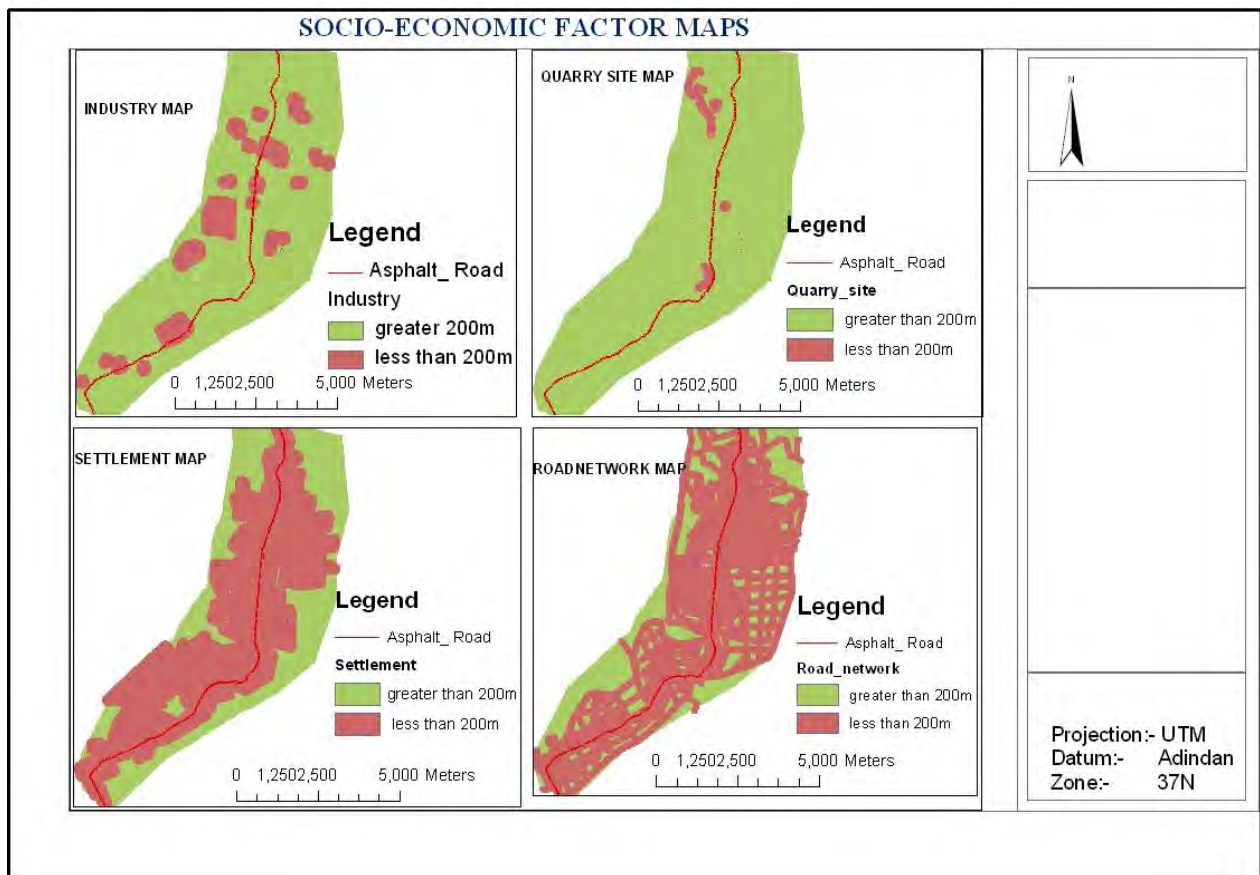 SOCIO-ECONOMIC FACTOR MAPS
INDUSTRY MAP
Legend
Asphalt_ Road
Industry
greater 200m
less than 200m
0 1,2502,500 5,000 Meters
QUARRY SITE MAP
Legend
Asphalt_ Road
Quarry_site
greater than 200m
less than 200m
0 1,2502,500 5,000 Meters
SETTLEMENT MAP
Legend
Asphalt_ Road
Settlement
greater than 200m
less than 200m
0 1,2502,500 5,000 Meters
ROADNETWORK MAP
Legend
Asphalt_ Road
Road_network
greater than 200m
less than 200m
0 1,2502,500 5,000 Meters
N
Projection:- UTM
Datum:- Adindan
Zone:- 37N